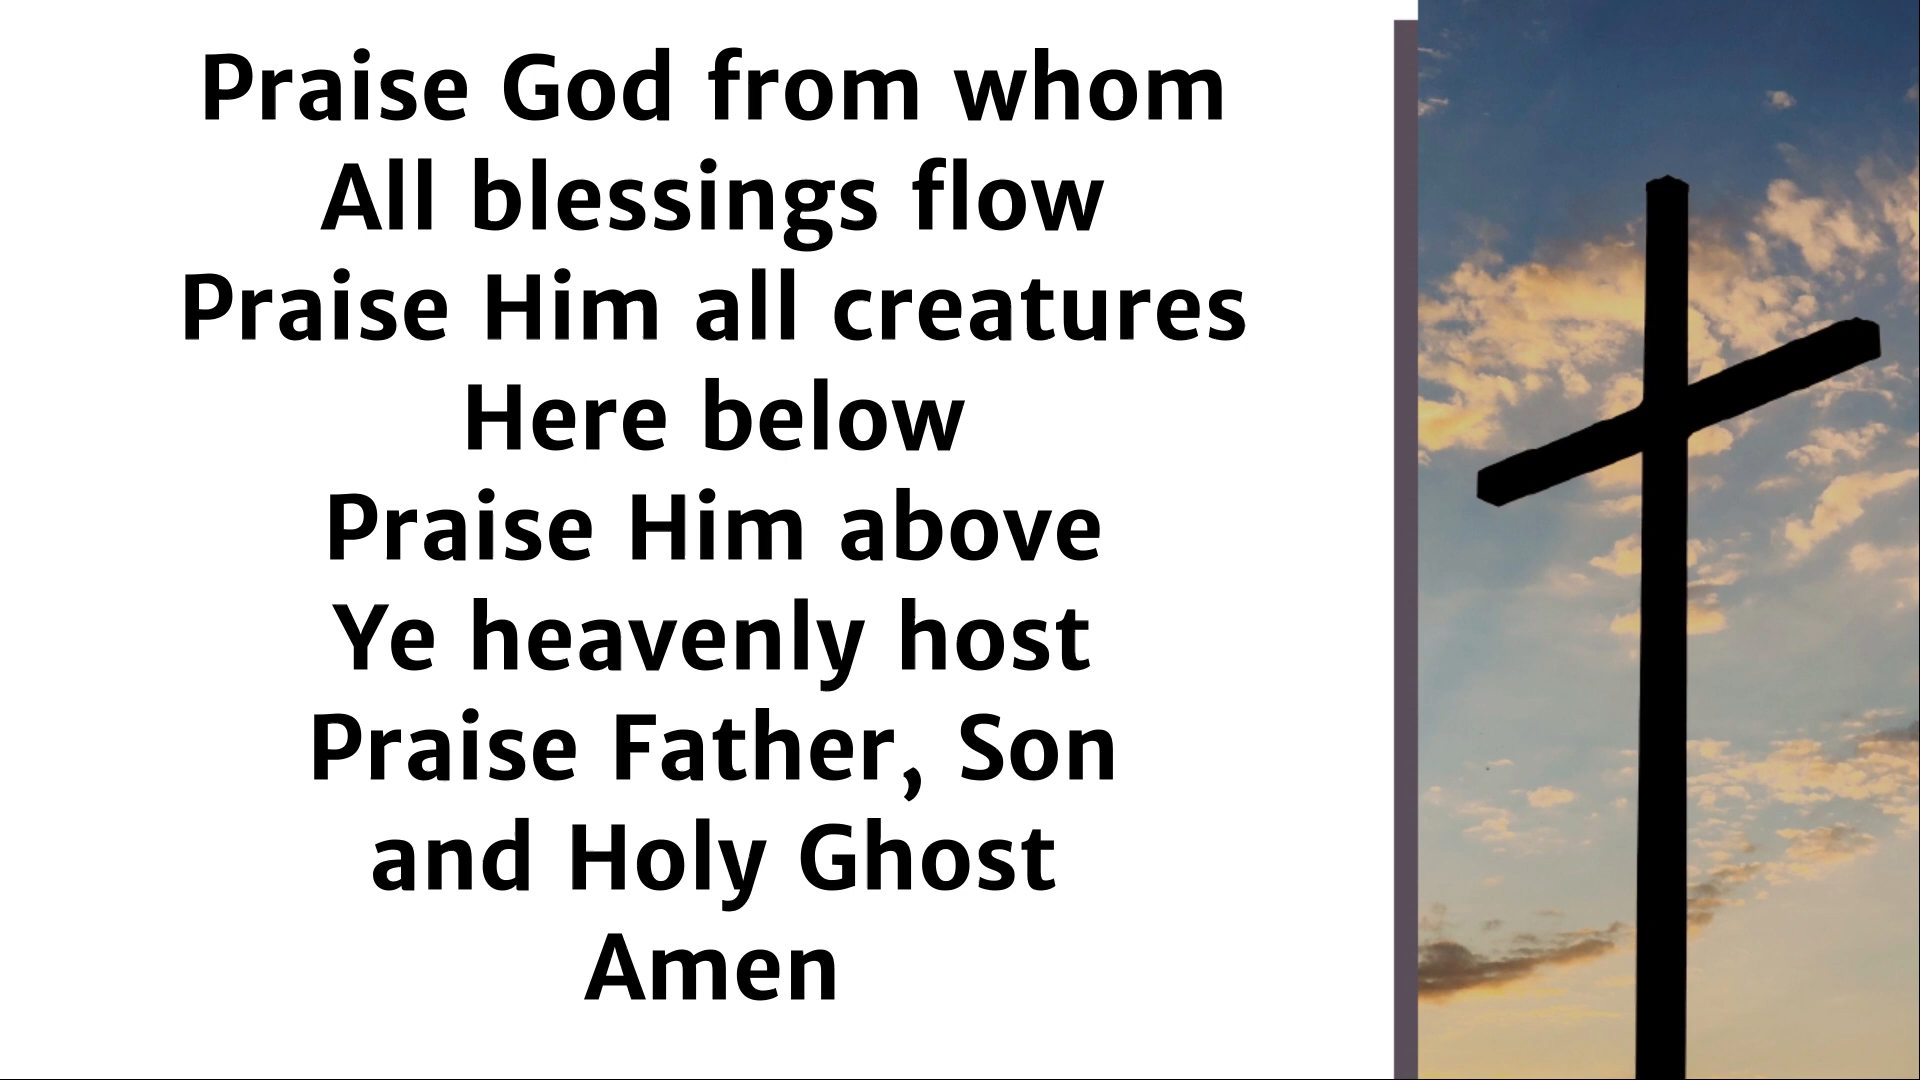 Praise God from whom
All blessings flow
Praise Him all creatures
Here below
Praise Him above
Ye heavenly host
Praise Father, Son
and Holy Ghost
Amen